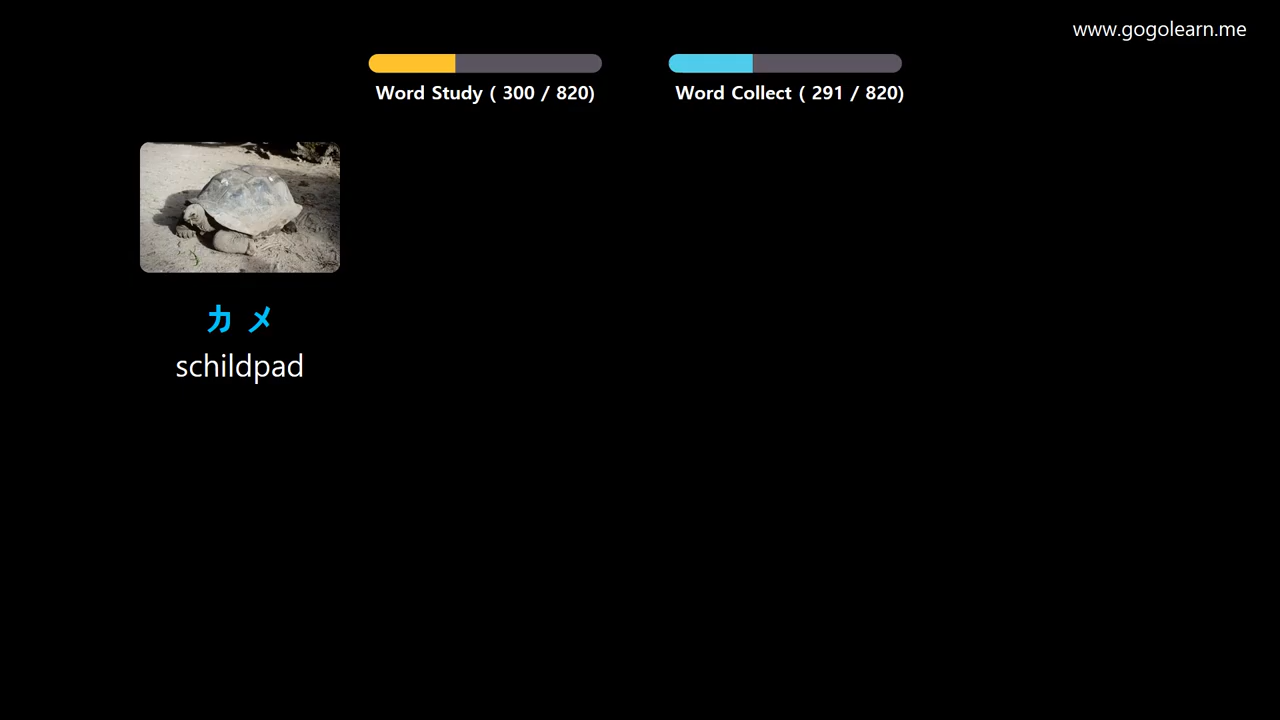 www.gogolearn.me
Word Study ( 300 / 820)
Word Collect ( 291 / 820)
カ メ
schildpad